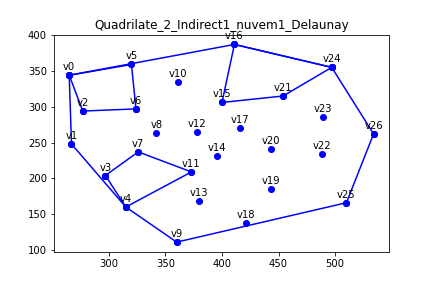 Quadrilate_2_Indirect1_nuvem1_Delaunay
400
350
300
250
200
150
100
300
350
400
450
500
v16
v5
v0
v24
v10
v2
v6
v15
v21
v23
v8
v12
v17
v26
v1
v7
v14
v20
v22
v3
v11
v19
v4
v13
v25
v18
v9